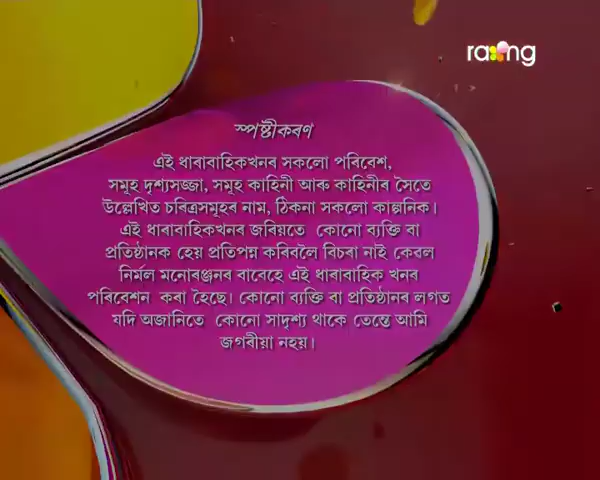 rang
স্পষ্টীকৰণ
এই ধাৰাবাহিকখনৰ সকলো পৰিবেশ,
সমূহ দৃশ্যসজ্জা, সমূহ কাহিনী আৰু কাহিনীৰ সৈতে
উল্লেখিত চৰিত্ৰসমূহৰ নাম, ঠিকনা সকলো কাল্পনিক।
এই ধাৰাবাহিকখনৰ জৰিয়তে কোনো ব্যক্তি বা
প্ৰতিষ্ঠানক হেয় প্ৰতিপন্ন কৰিবলৈ বিচৰা নাই কেৱল
নিৰ্মল মনোৰঞ্জনৰ বাবেহে এই ধাৰাবাহিক খনৰ
পৰিবেশন কৰা হৈছে। কোনো ব্যক্তি বা প্ৰতিষ্ঠানৰ লগত
যদি অজানিতে কোনো সাদৃশ্য থাকে তেন্তে আমি
জগৰীয়া নহয়।